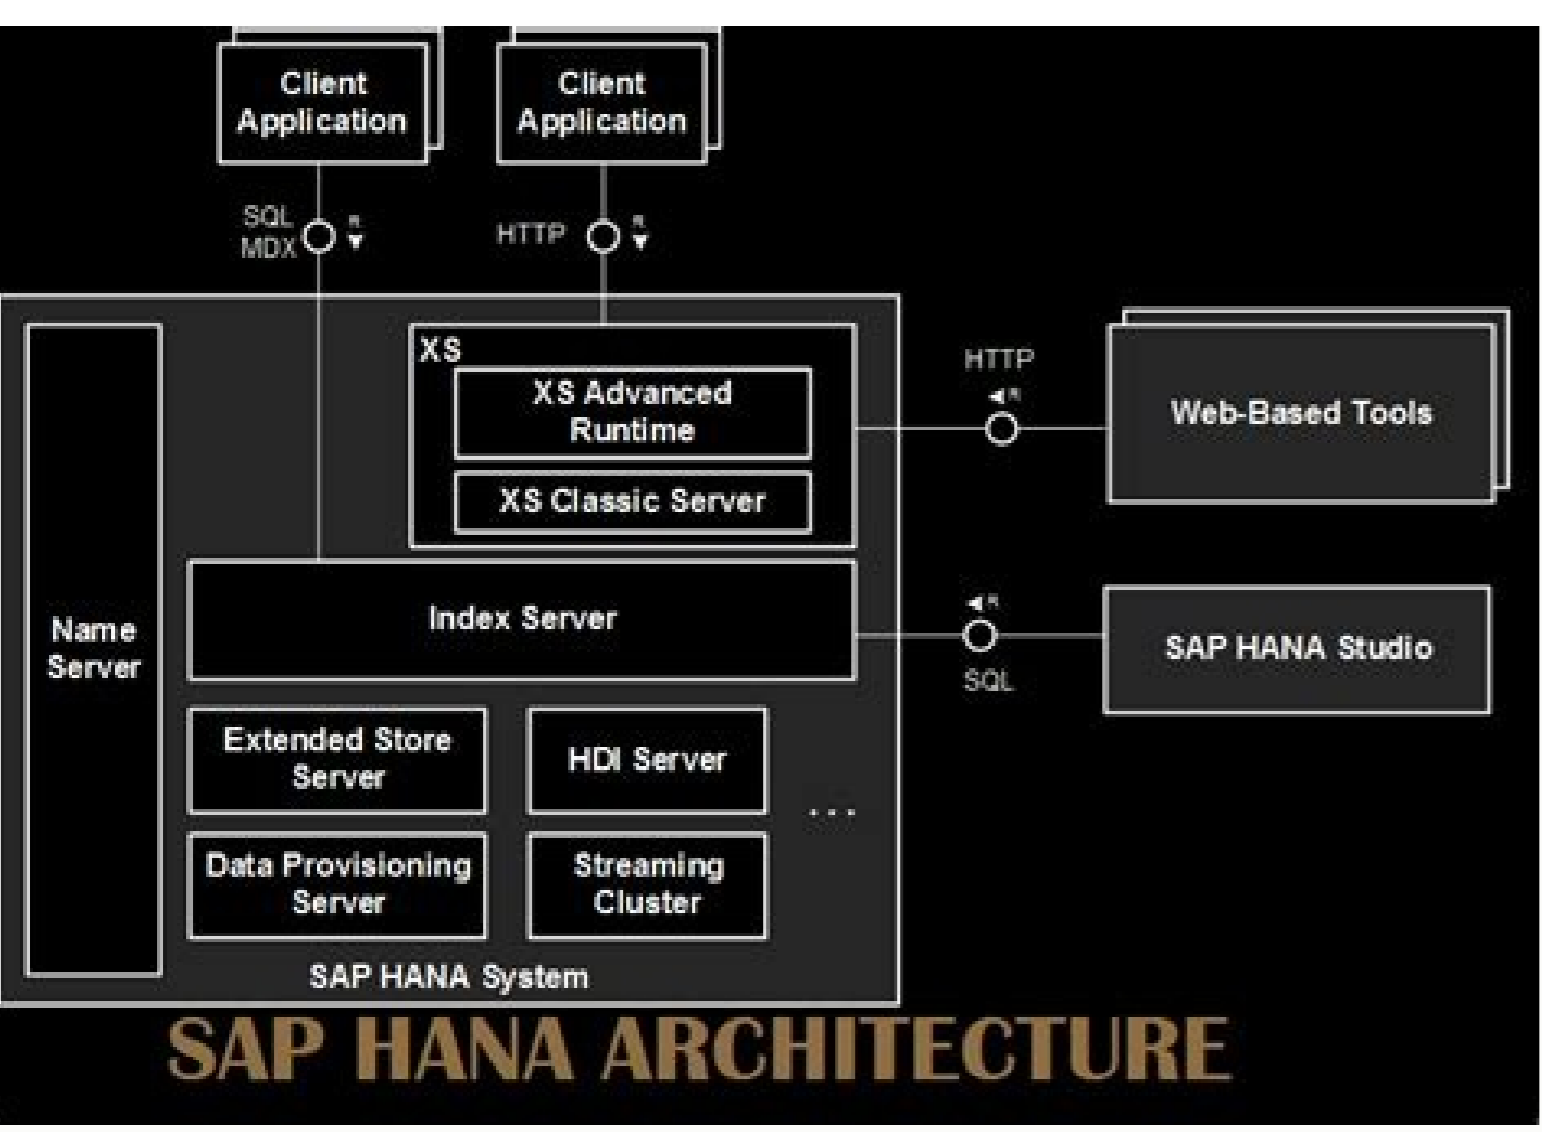 Client
Application
Client
Application
SQL
MDX
R
HTTP
R
XS
XS Advanced
Runtime
XS Classic Server
HTTP
R
Web-Based Tools
Index Server
Name
Server
R
SQL
SAP HANA Studio
Extended Store
Server
HDI Server
...
Data Provisioning
Server
Streaming
Cluster
SAP HANA System
SAP HANA ARCHITECTURE